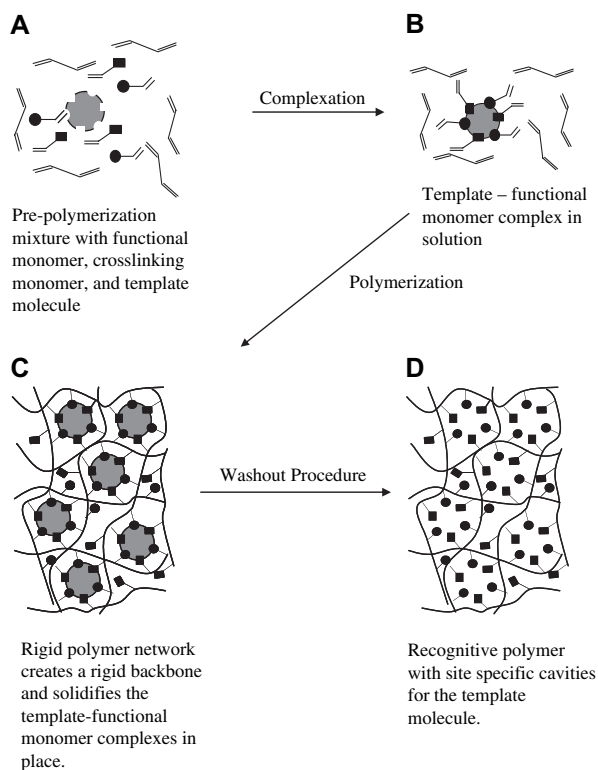 A
B
Complexation
Pre-polymerization
mixture with functional
monomer, crosslinking
monomer, and template
molecule
Template – functional
monomer complex in
solution
Polymerization
C
D
Washout Procedure
Rigid polymer network
creates a rigid backbone
and solidifies the
template-functional
monomer complexes in
place.
Recognitive polymer
with site specific cavities
for the template
molecule.